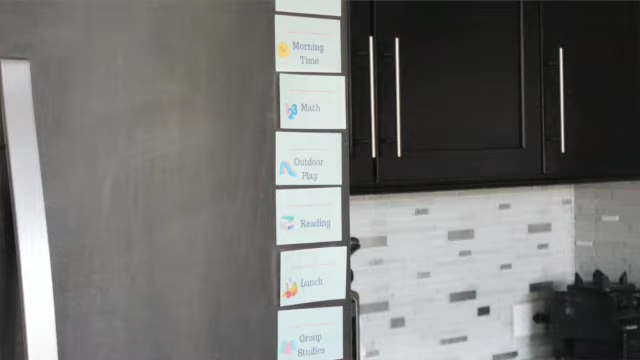 Morning
Time
Math
Outdoor
Play
Reading
Lunch
Group
Studies